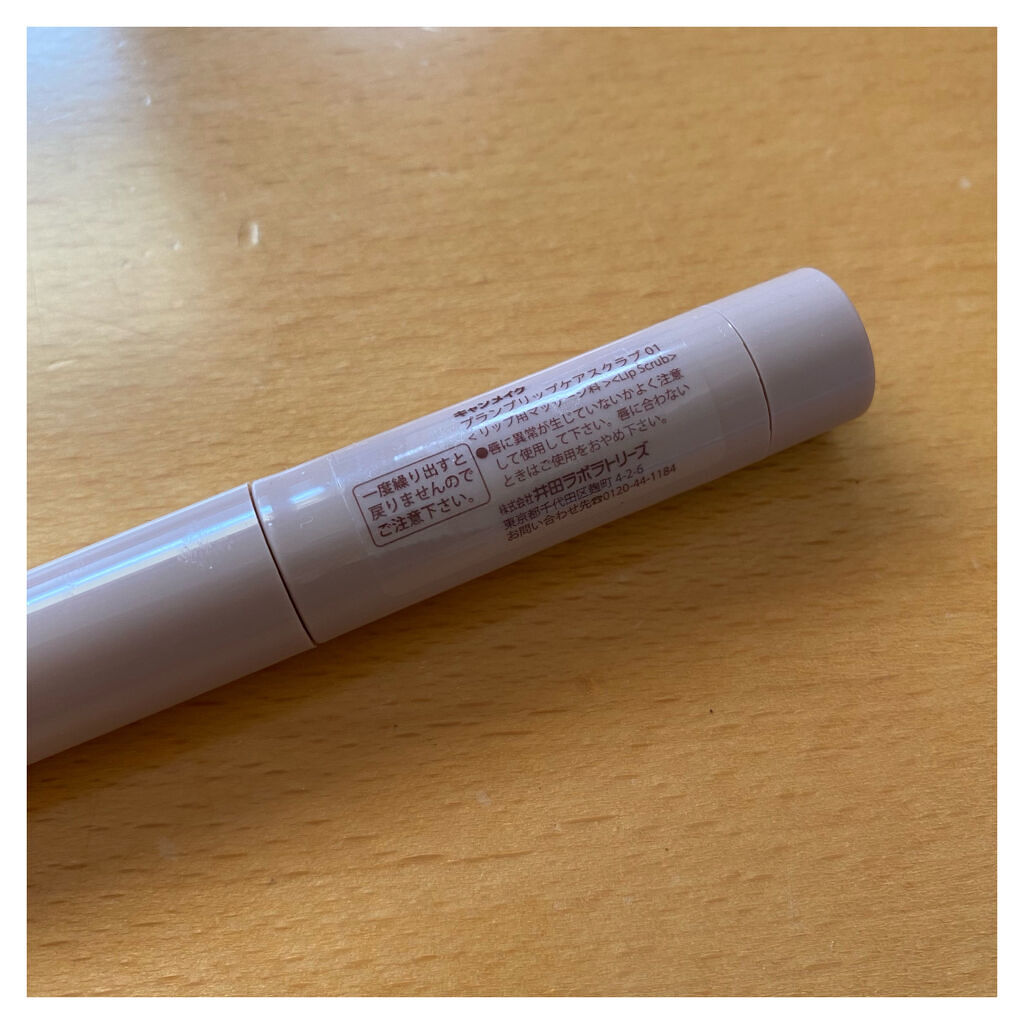 キャンメイク
プランプリップケアスクラブ 01
<リップ用マッサージ料><Lip Scrub>
●唇に異常が生じていないかよく注意
して使用して下さい。唇に合わない
ときはご使用をおやめ下さい。
株式会社 井田ラボラトリーズ
東京都千代田区麹町 4-2-6
お問い合わせ先☎0120-44-1184
一度繰り出すと
戻りませんので
ご注意下さい。